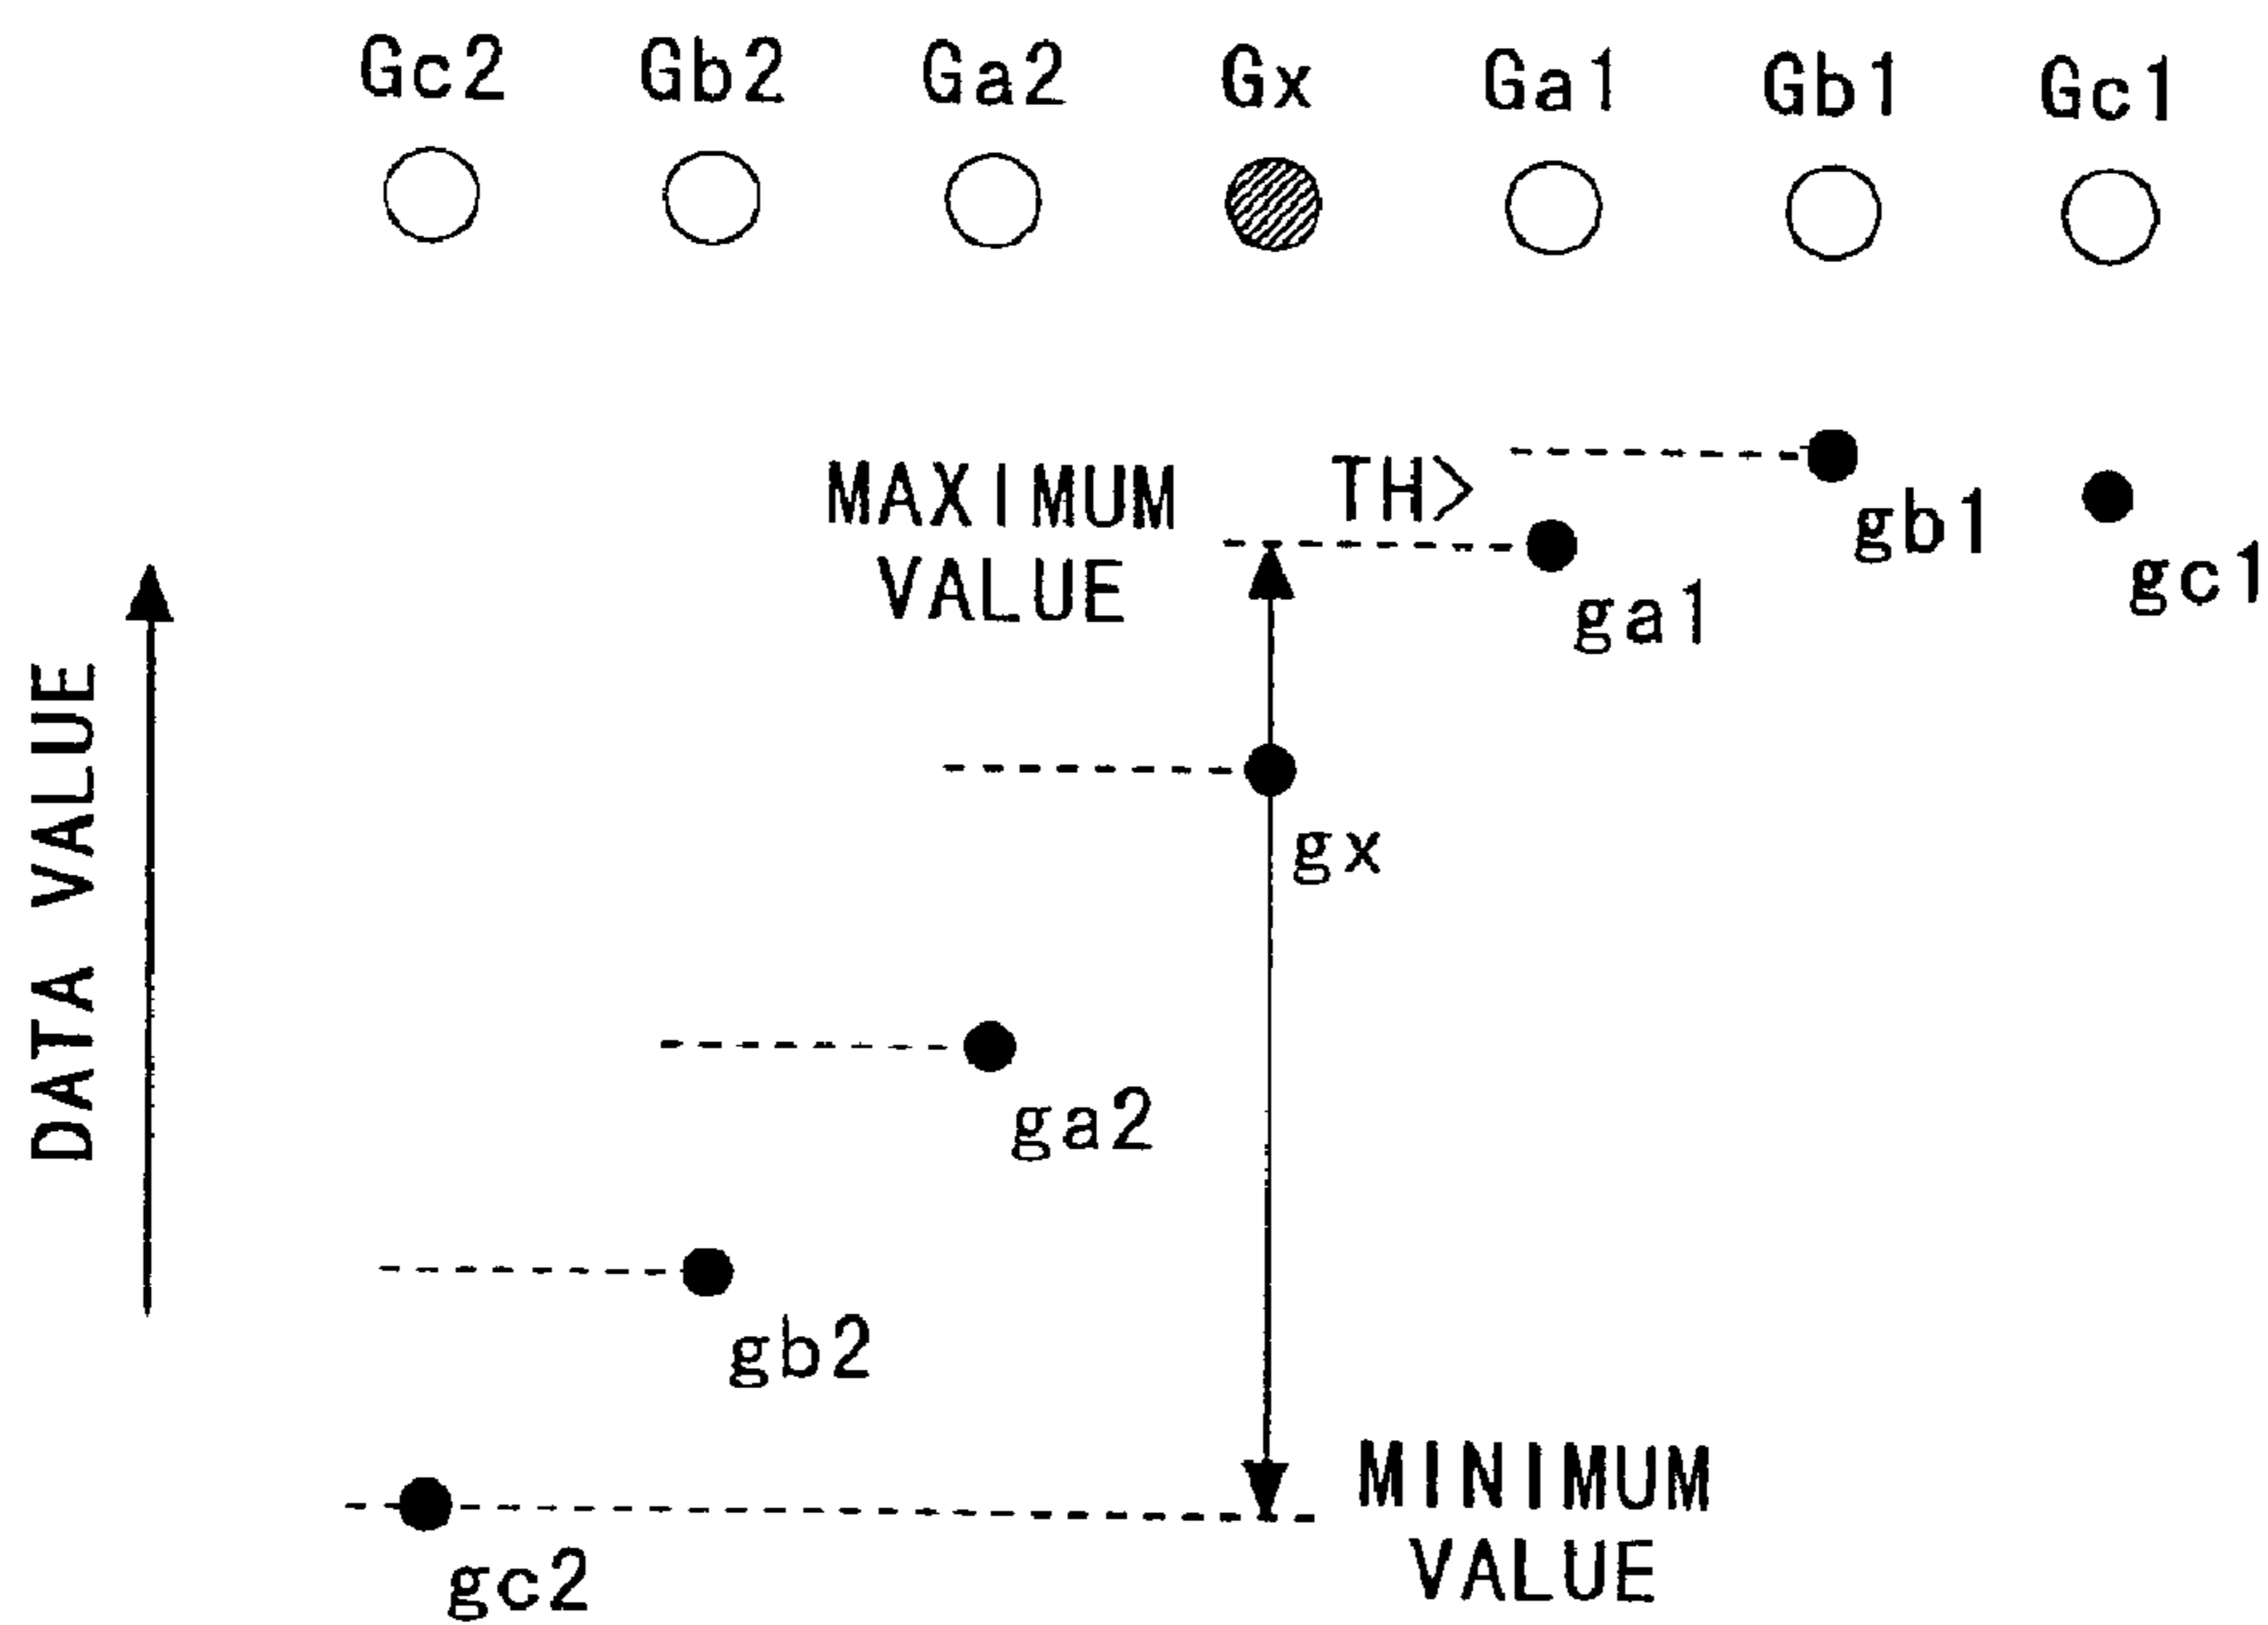 Gc2 Gb2 Ga2 Gx Ga1 Gb1 Gc1
MAXIMUM
VALUE
TH>
gb1
gc1
ga1
DATA VALUE
gx
ga2
gb2
MINIMUM
VALUE
gc2